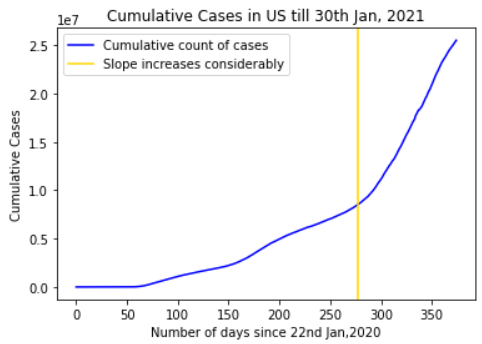 Cumulative Cases in US till 30th Jan, 2021
1e7
Cumulative count of cases
Slope increases considerably
2.5
2.0
1.5
1.0
0.5
0.0
Cumulative Cases
0 50 100 150 200 250 300 350
Number of days since 22nd Jan,2020